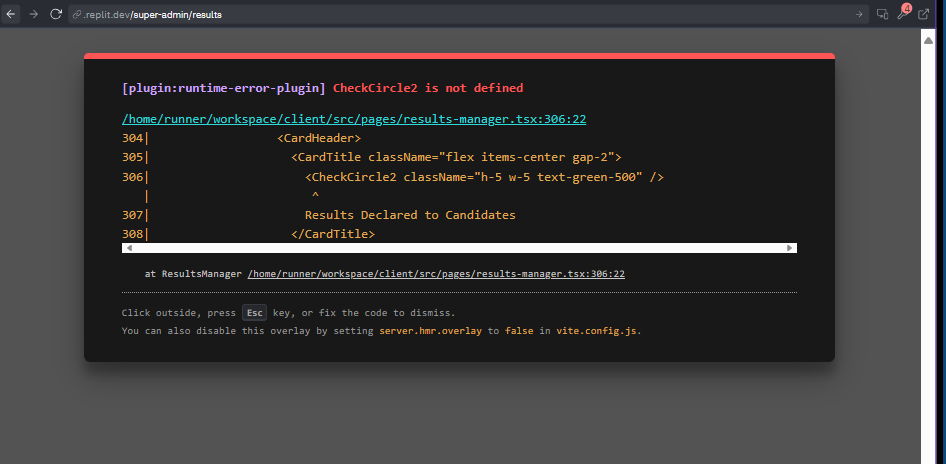 .replit.dev/super-admin/results
4
[plugin:runtime-error-plugin] CheckCircle2 is not defined
/home/runner/workspace/client/src/pages/results-manager.tsx:306:22
304| <CardHeader>
305| <CardTitle className="flex items-center gap-2">
306| <CheckCircle2 className="h-5 w-5 text-green-500" />
| ^
307| Results Declared to Candidates
308| </CardTitle>
at ResultsManager /home/runner/workspace/client/src/pages/results-manager.tsx:306:22
Click outside, press Esc key, or fix the code to dismiss.
You can also disable this overlay by setting server.hmr.overlay to false in vite.config.js.